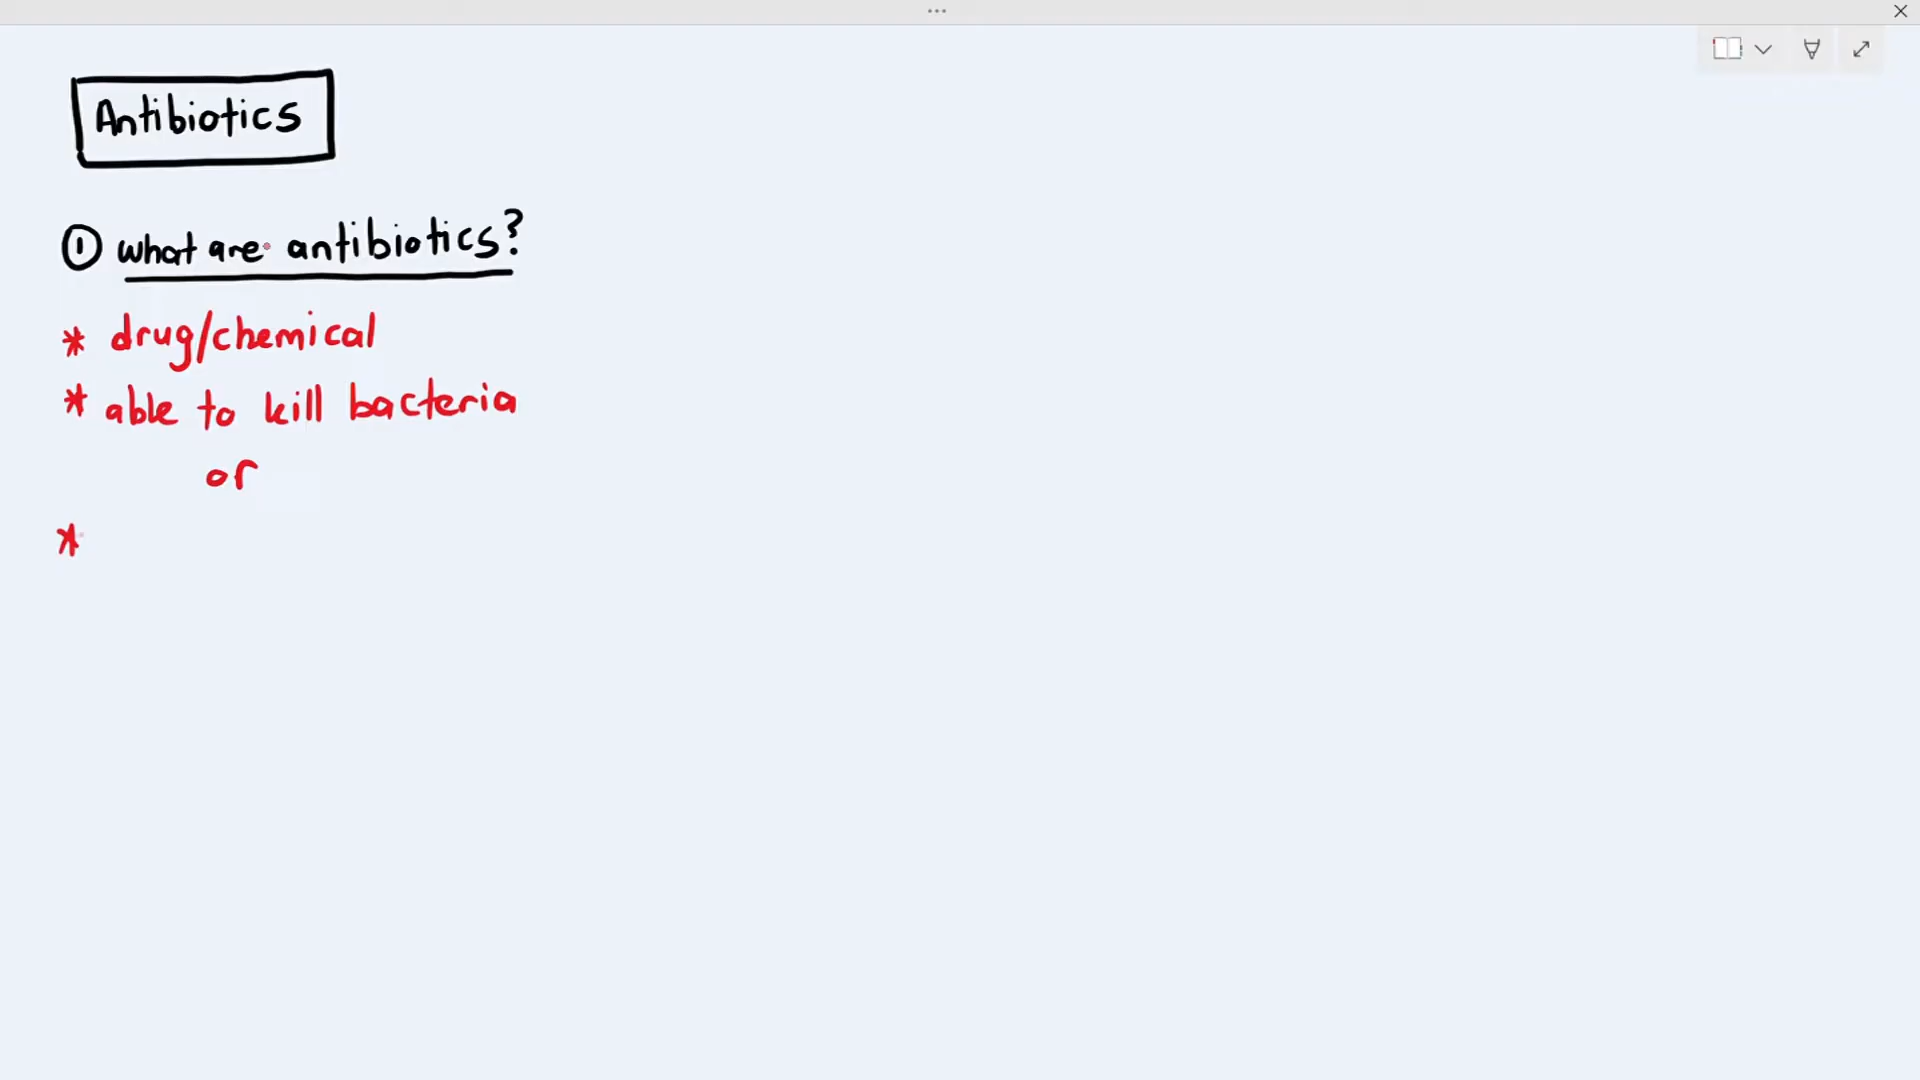 Antibiotics
① what are antibiotics?
* drug/chemical
* able to kill bacteria
or
*